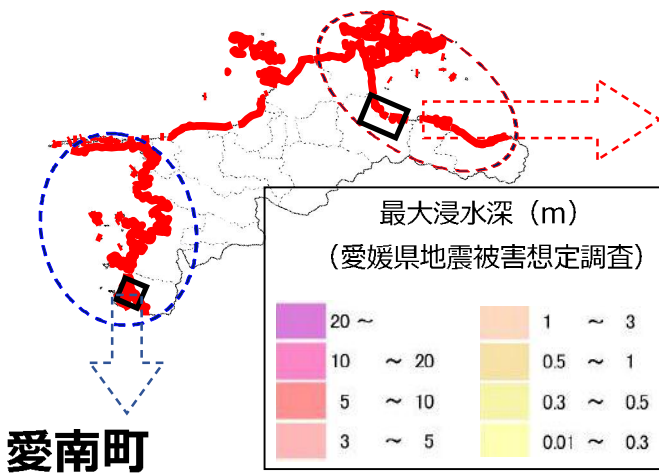 最大浸水深（m）
（愛媛県地震被害想定調査）
20～
1 ～ 3
10 ～ 20
0.5 ～ 1
5 ～ 10
0.3 ～ 0.5
3 ～ 5
0.01 ～ 0.3
愛南町